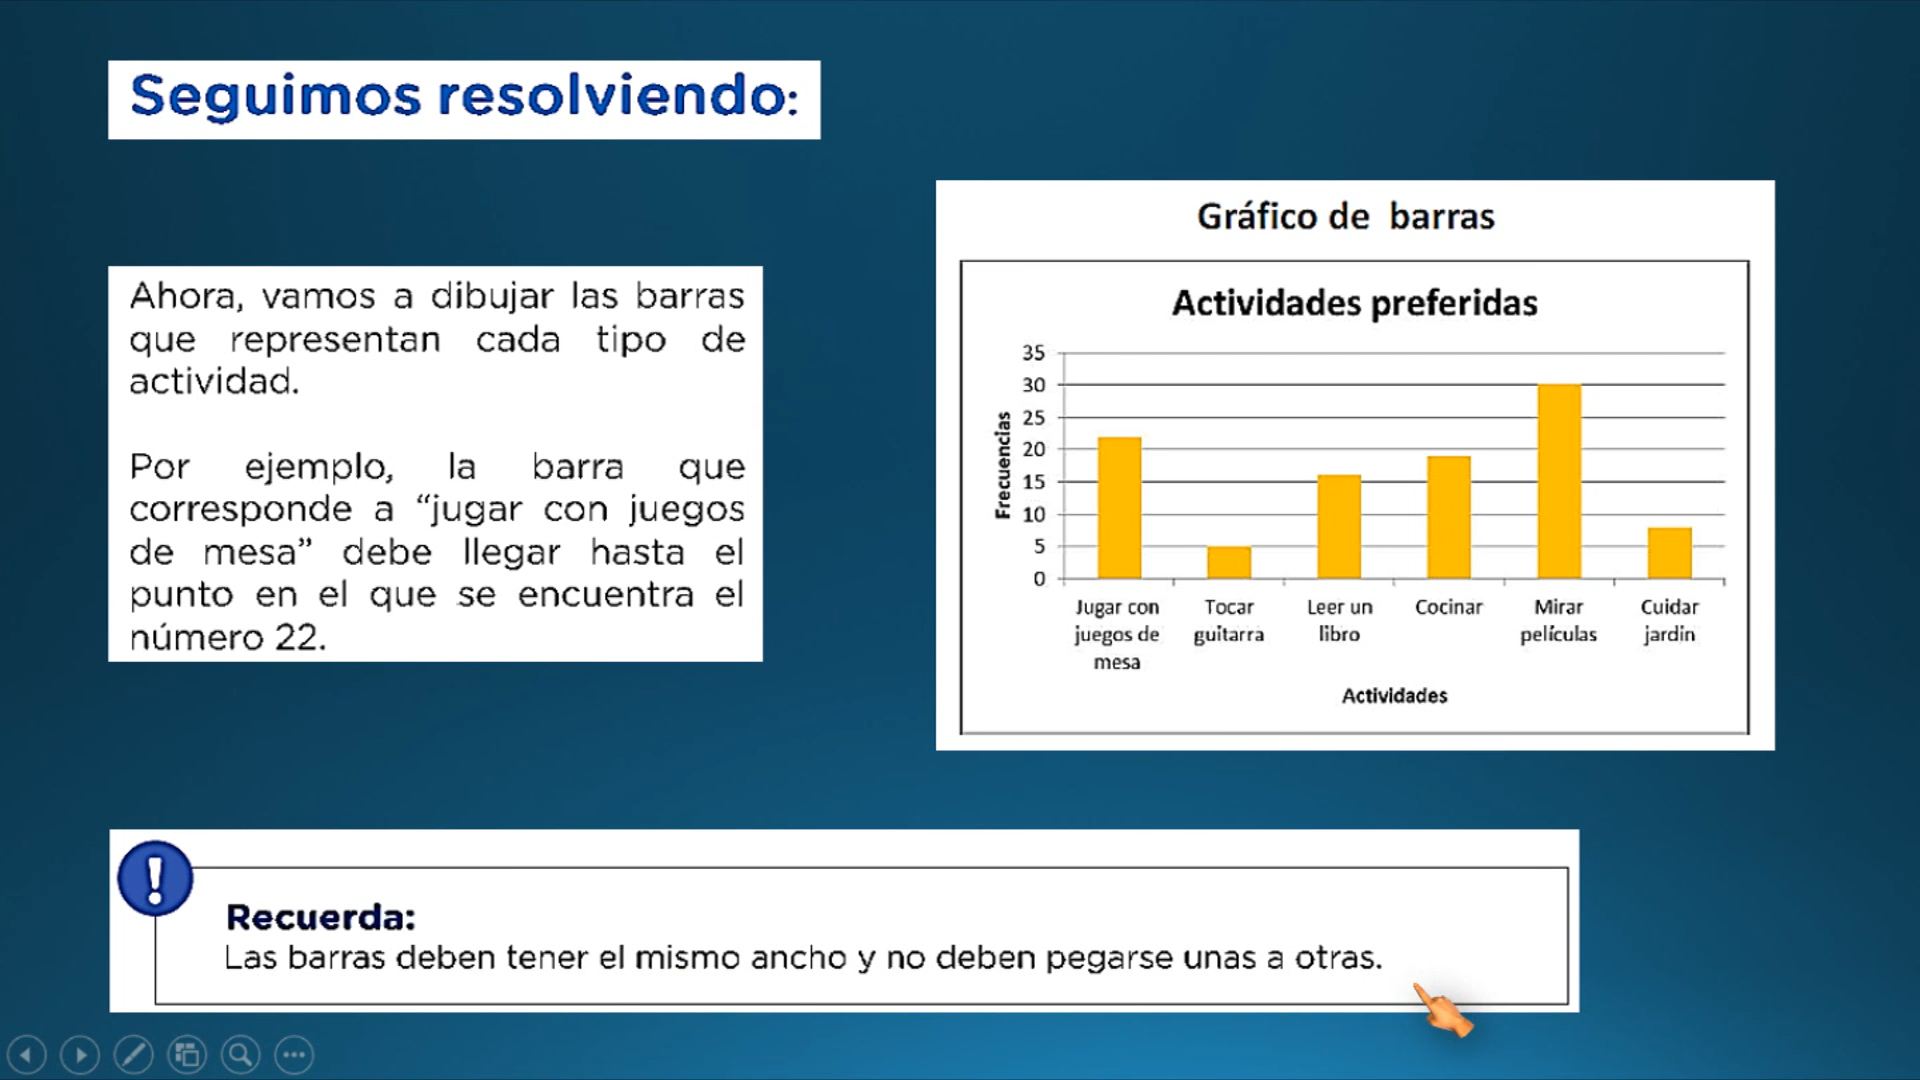 Seguimos resolviendo:
Ahora, vamos a dibujar las barras
que representan cada tipo de
actividad.
Por ejemplo, la barra que
corresponde a “jugar con juegos
de mesa” debe llegar hasta el
punto en el que se encuentra el
número 22.
Gráfico de barras
Actividades preferidas
Frecuencias
35
30
25
20
15
10
5
0
Jugar con
juegos de
mesa
Tocar
guitarra
Leer un
libro
Cocinar
Mirar
películas
Cuidar
jardín
Actividades
Recuerda:
Las barras deben tener el mismo ancho y no deben pegarse unas a otras.